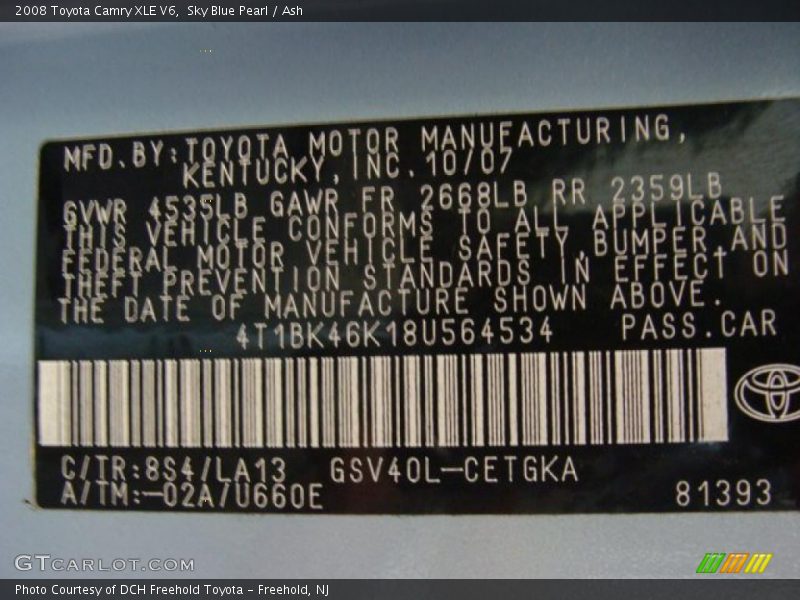 2008 Toyota Camry XLE V6, Sky Blue Pearl / Ash
MFD. BY: TOYOTA MOTOR MANUFACTURING,
KENTUCKY, INC. 10/07
GVWR 4535LB GAWR FR 2668LB RR 2359LB
THIS VEHICLE CONFORMS TO ALL APPLICABLE
FEDERAL MOTOR VEHICLE SAFETY, BUMPER, AND
THEFT PREVENTION STANDARDS IN EFFECT ON
THE DATE OF MANUFACTURE SHOWN ABOVE.
4T1BK46K18U564534 PASS. CAR
C/TR: 8S4/LA13 GSV40L-CETGKA
A/TM: -02A/U660E 81393
GTCARLOT.COM
Photo Courtesy of DCH Freehold Toyota - Freehold, NJ